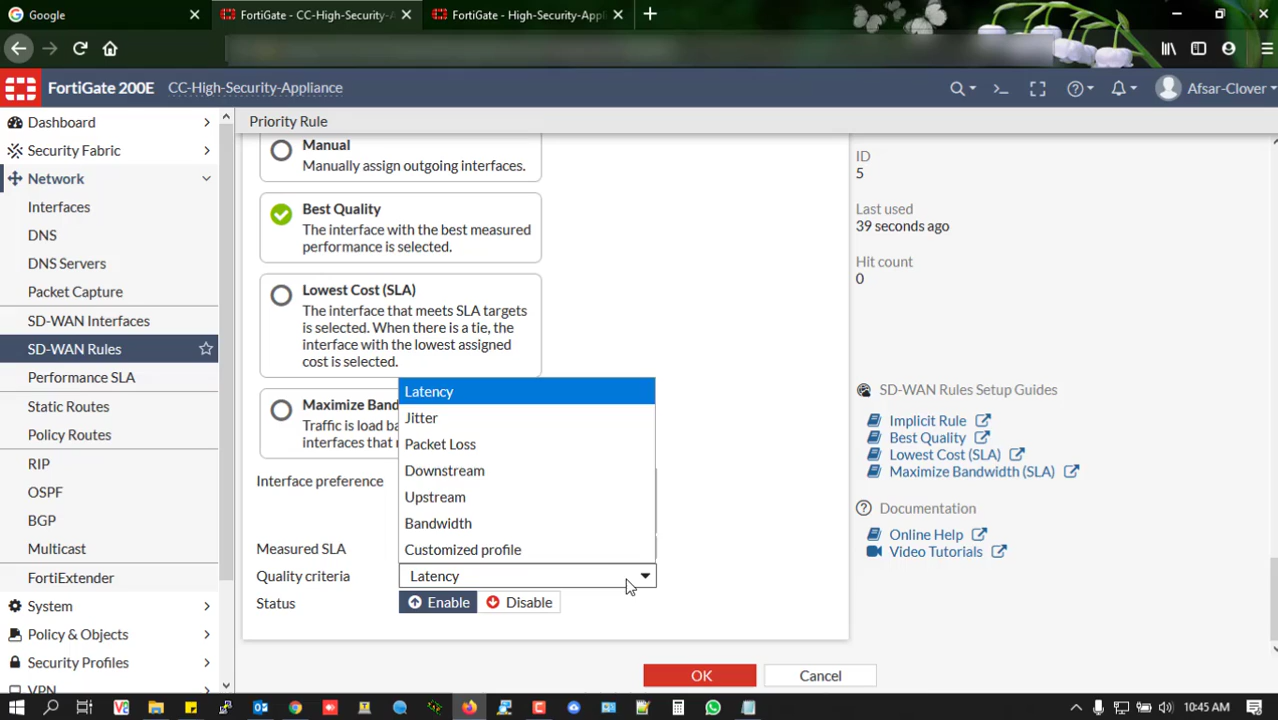 Google
FortiGate - CC-High-Security-A
FortiGate - High-Security-Appl
FortiGate 200E
CC-High-Security-Appliance
Afsar-Clover
Dashboard
Security Fabric
Network
Interfaces
DNS
DNS Servers
Packet Capture
SD-WAN Interfaces
SD-WAN Rules
Performance SLA
Static Routes
Policy Routes
RIP
OSPF
BGP
Multicast
FortiExtender
System
Policy & Objects
Security Profiles
VPN
Priority Rule
Manual
Manually assign outgoing interfaces.
Best Quality
The interface with the best measured
performance is selected.
Lowest Cost (SLA)
The interface that meets SLA targets
is selected. When there is a tie, the
interface with the lowest assigned
cost is selected.
Maximize Band
Traffic is load ba
interfaces that
Latency
Jitter
Packet Loss
Downstream
Upstream
Bandwidth
Customized profile
Interface preference
Measured SLA
Quality criteria
Latency
Status
Enable
Disable
OK
Cancel
ID
5
Last used
39 seconds ago
Hit count
0
SD-WAN Rules Setup Guides
Implicit Rule
Best Quality
Lowest Cost (SLA)
Maximize Bandwidth (SLA)
Documentation
Online Help
Video Tutorials
10:45 AM